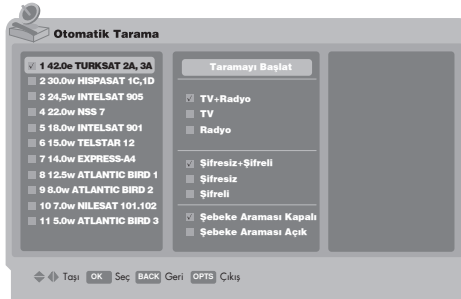 Otomatik Tarama
1 42.0e TURKSAT 2A, 3A
2 30.0w HISPASAT 1C,1D
3 24,5w INTELSAT 905
4 22.0w NSS 7
5 18.0w INTELSAT 901
6 15.0w TELSTAR 12
7 14.0w EXPRESS-A4
8 12.5w ATLANTIC BIRD 1
9 8.0w ATLANTIC BIRD 2
10 7.0w NILESAT 101.102
11 5.0w ATLANTIC BIRD 3
Taramayı Başlat
TV+Radyo
TV
Radyo
Şifresiz+Şifreli
Şifresiz
Şifreli
Şebeke Araması Kapalı
Şebeke Araması Açık
Taşı OK Seç BACK Geri OPTS Çıkış